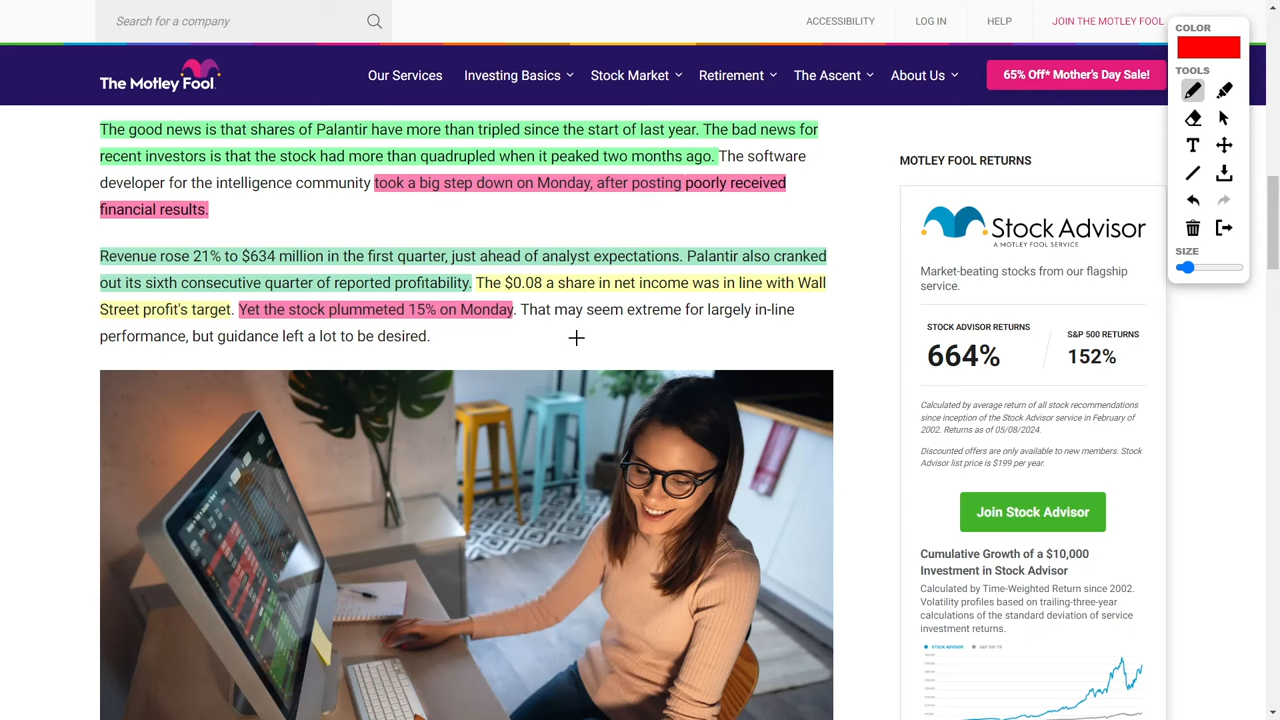 Search for a company
ACCESSIBILITY
LOG IN
HELP
JOIN THE MOTLEY FOOL
The Motley Fool.
Our Services
Investing Basics
Stock Market
Retirement
The Ascent
About Us
65% Off* Mother's Day Sale!
COLOR
TOOLS
SIZE
The good news is that shares of Palantir have more than tripled since the start of last year. The bad news for
recent investors is that the stock had more than quadrupled when it peaked two months ago. The software
developer for the intelligence community took a big step down on Monday, after posting poorly received
financial results.
Revenue rose 21% to $634 million in the first quarter, just ahead of analyst expectations. Palantir also cranked
out its sixth consecutive quarter of reported profitability. The $0.08 a share in net income was in line with Wall
Street profit's target. Yet the stock plummeted 15% on Monday. That may seem extreme for largely in-line
performance, but guidance left a lot to be desired.
MOTLEY FOOL RETURNS
Stock Advisor
A MOTLEY FOOL SERVICE
Market-beating stocks from our flagship
service.
STOCK ADVISOR RETURNS
664%
S&P 500 RETURNS
152%
Calculated by average return of all stock recommendations
since inception of the Stock Advisor service in February of
2002. Returns as of 05/08/2024.
Discounted offers are only available to new members. Stock
Advisor list price is $199 per year.
Join Stock Advisor
Cumulative Growth of a $10,000
Investment in Stock Advisor
Calculated by Time-Weighted Return since 2002.
Volatility profiles based on trailing-three-year
calculations of the standard deviation of service
investment returns.
STOCK ADVISOR